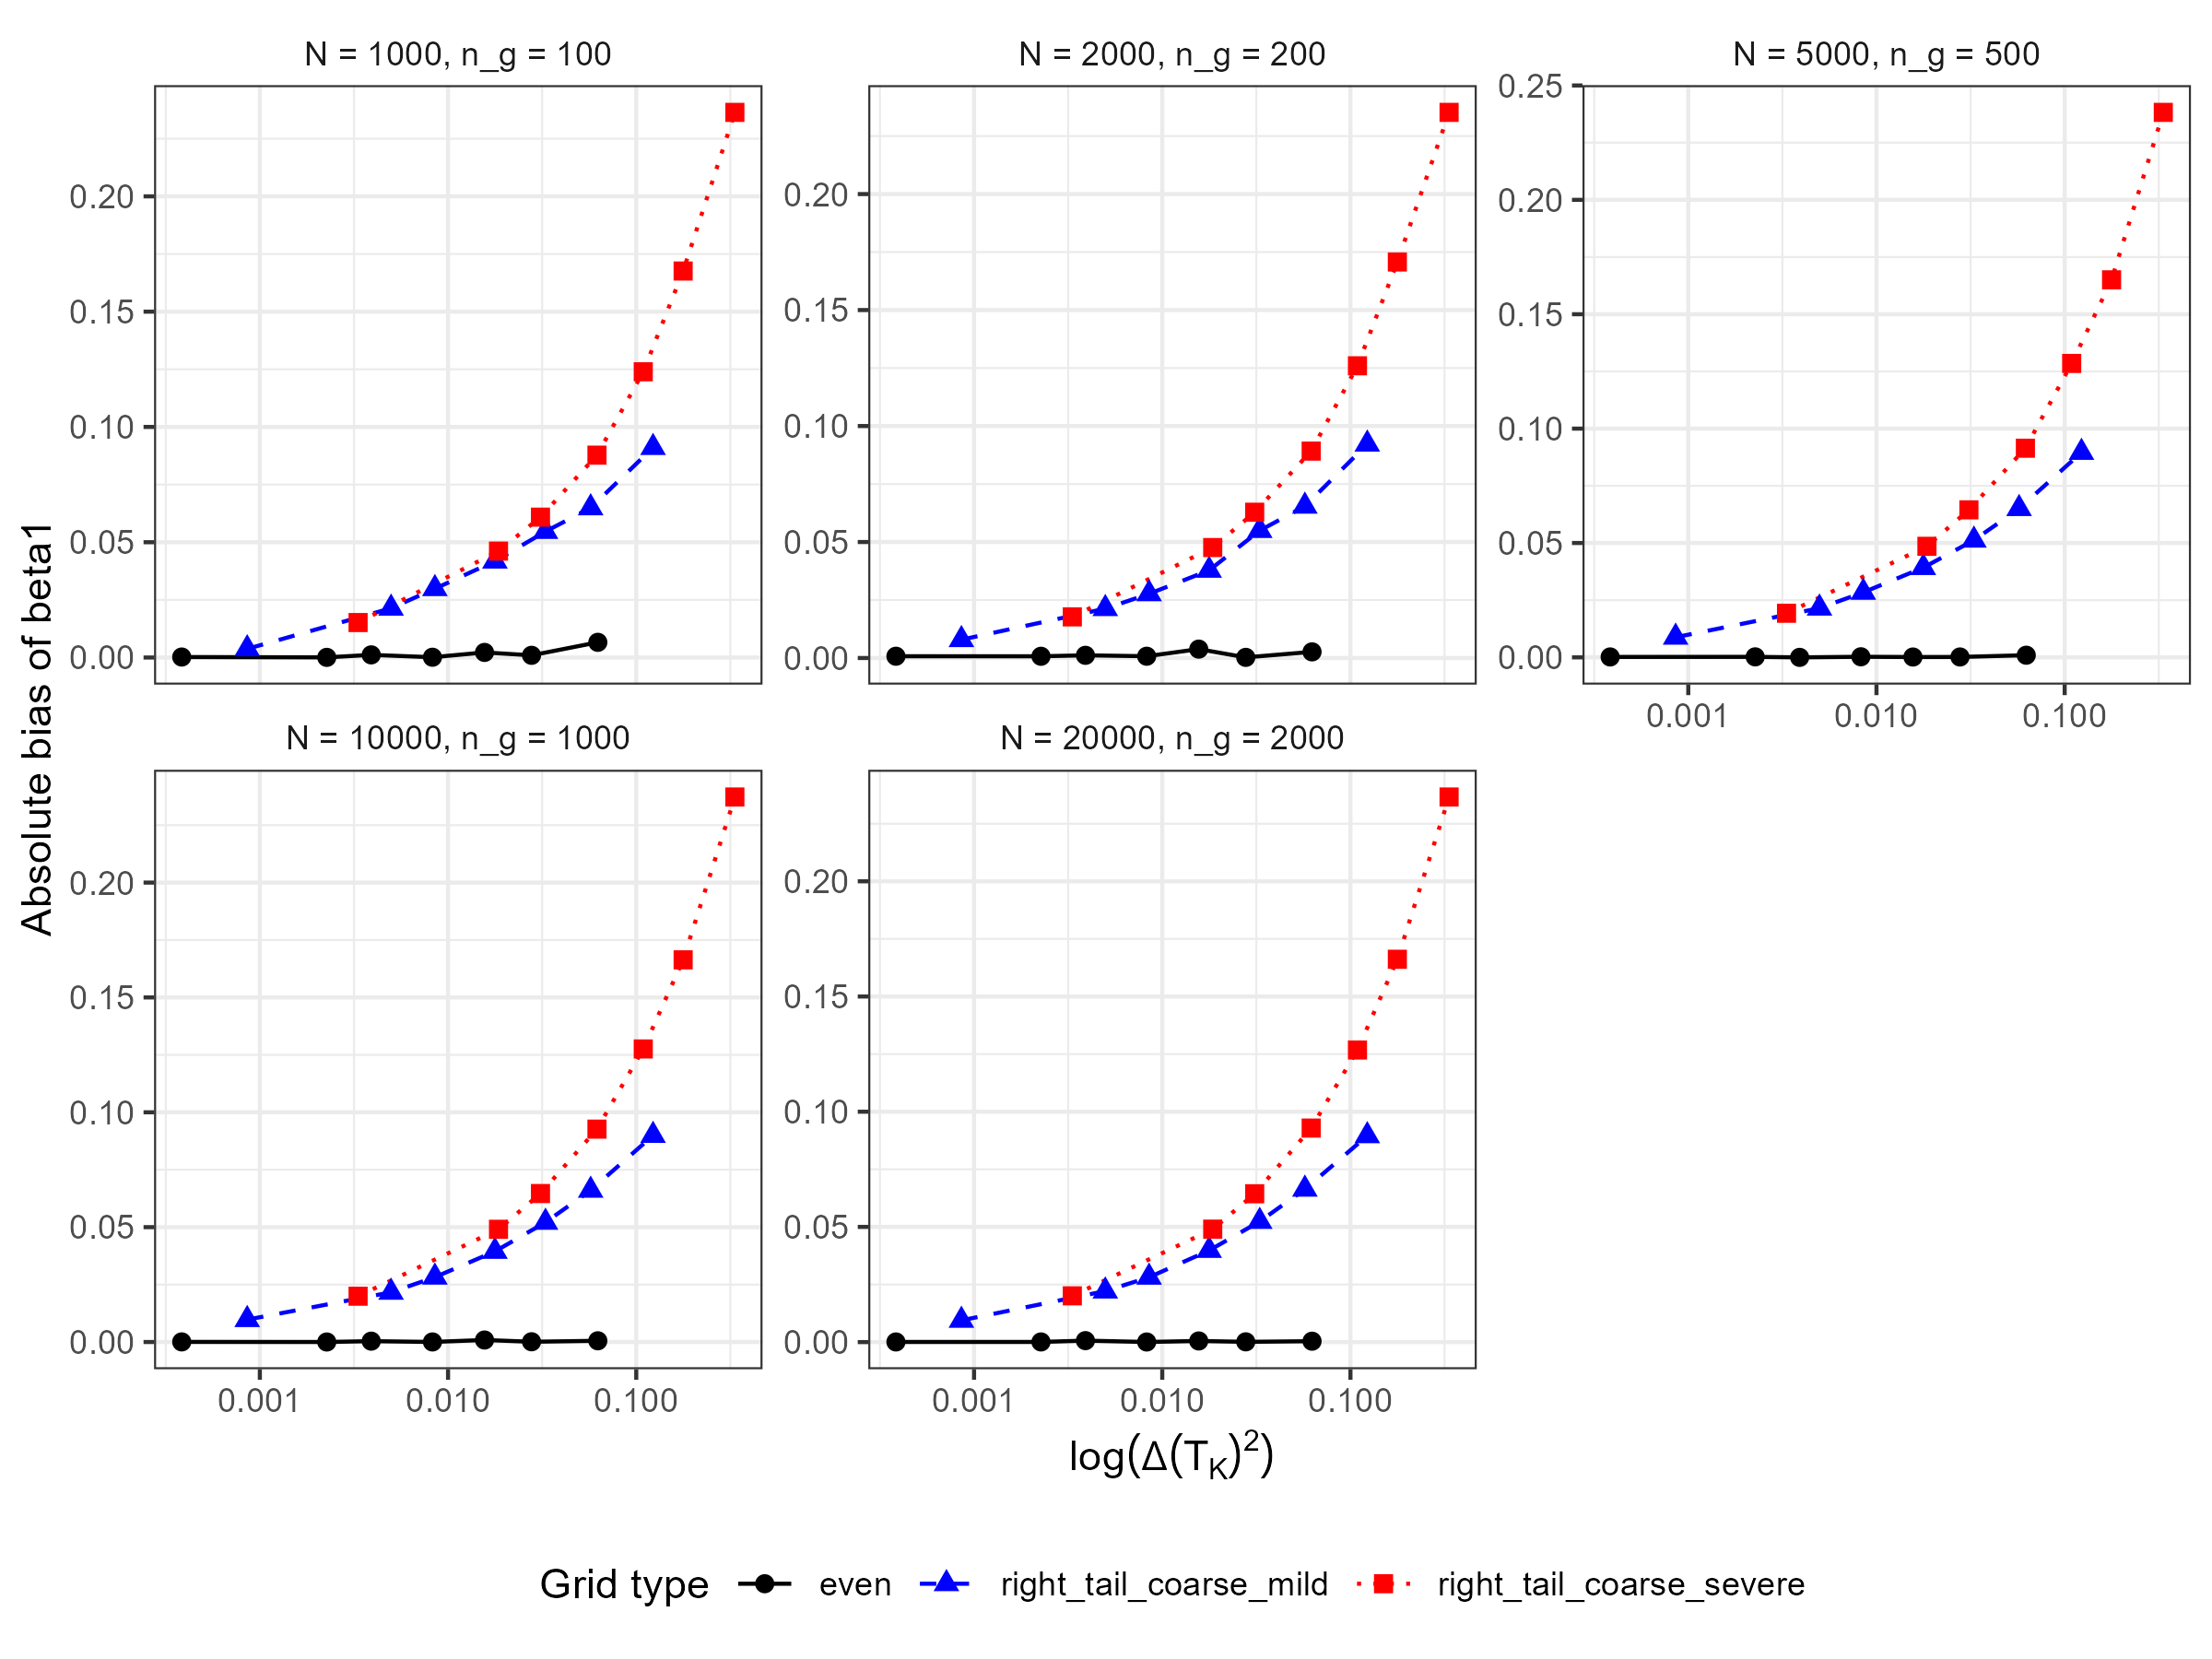 N = 1000, n_g = 100
N = 2000, n_g = 200
N = 5000, n_g = 500
0.20
0.15
0.10
0.05
0.00
0.20
0.15
0.10
0.05
0.00
0.25
0.20
0.15
0.10
0.05
0.00
0.001 0.010 0.100
N = 10000, n_g = 1000
N = 20000, n_g = 2000
0.20
0.15
0.10
0.05
0.00
0.20
0.15
0.10
0.05
0.00
0.001 0.010 0.100
0.001 0.010 0.100
Absolute bias of beta1
log(Δ(T_K)²)
Grid type even right_tail_coarse_mild right_tail_coarse_severe